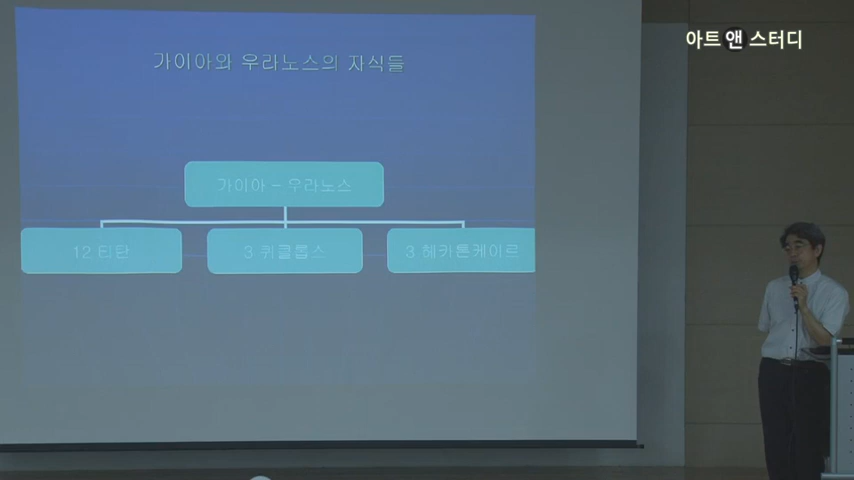 아트앤스터디
가이아와 우라노스의 자식들
가이아 – 우라노스
12 티탄
3 퀴클롭스
3 헤카톤케이르